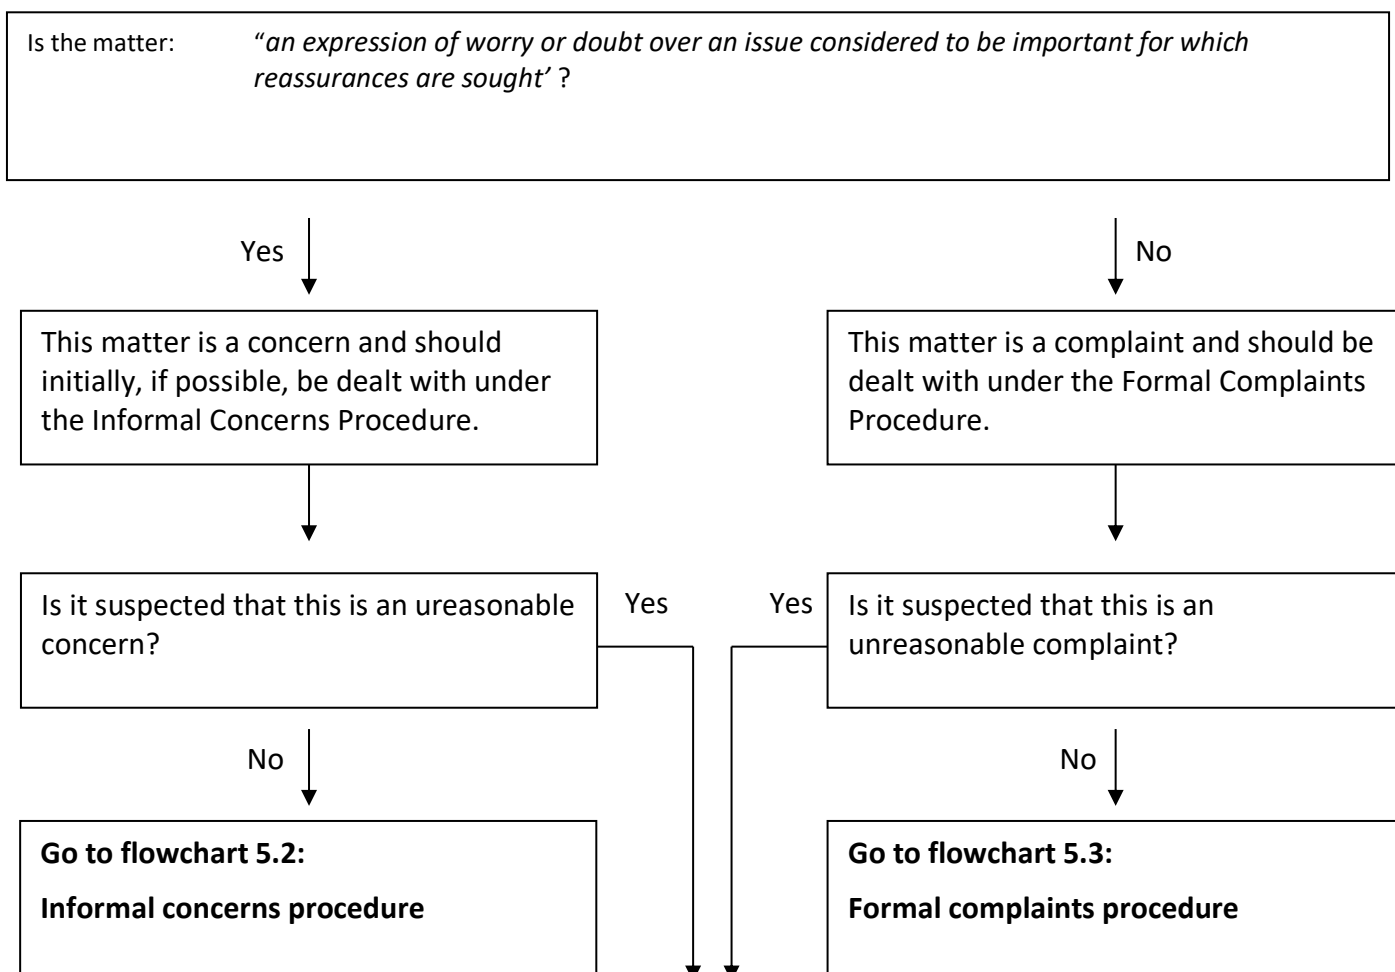 Is the matter: “an expression of worry or doubt over an issue considered to be important for which
reassurances are sought’ ?
Yes
No
This matter is a concern and should
initially, if possible, be dealt with under
the Informal Concerns Procedure.
This matter is a complaint and should be
dealt with under the Formal Complaints
Procedure.
Is it suspected that this is an ureasonable
concern?
Yes
Yes
Is it suspected that this is an
unreasonable complaint?
No
No
Go to flowchart 5.2:
Informal concerns procedure
Go to flowchart 5.3:
Formal complaints procedure